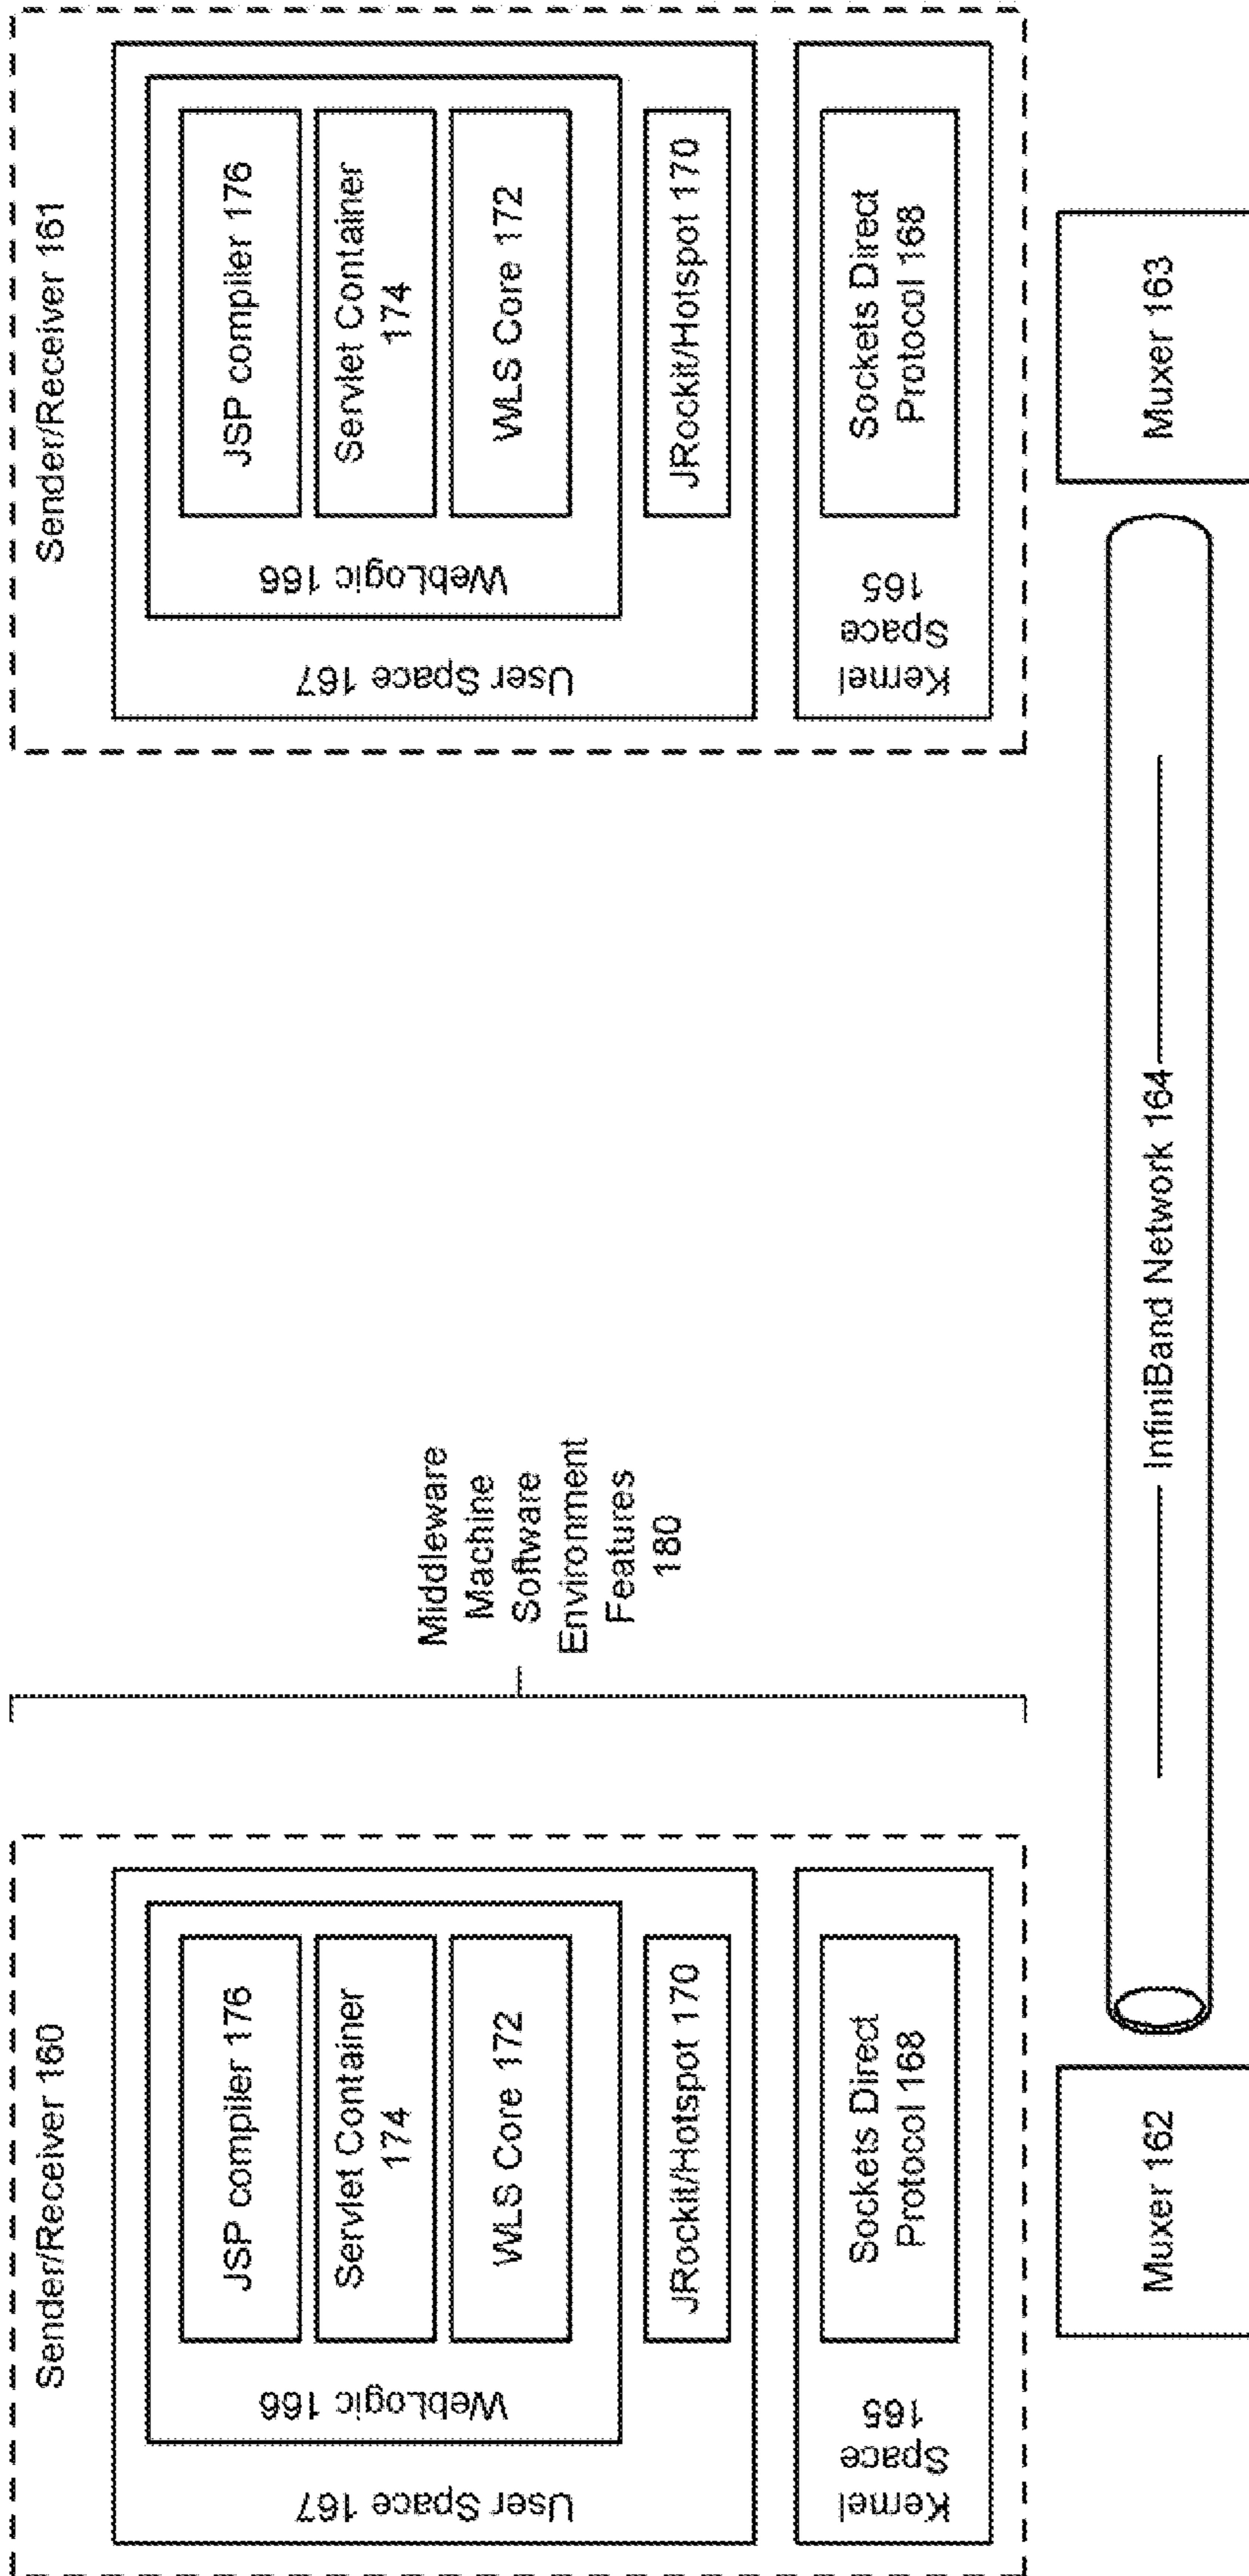 Sender/Receiver 160
User Space 167
WebLogic 166
JSP compiler 176
Servlet Container
174
WLS Core 172
JRockit/Hotspot 170
Kernel
Space
165
Sockets Direct
Protocol 168
Middleware
Machine
Software
Environment
Features
180
Sender/Receiver 161
User Space 167
WebLogic 166
JSP compiler 176
Servlet Container
174
WLS Core 172
JRockit/Hotspot 170
Kernel
Space
165
Sockets Direct
Protocol 168
Muxer 162
InfiniBand Network 164
Muxer 163